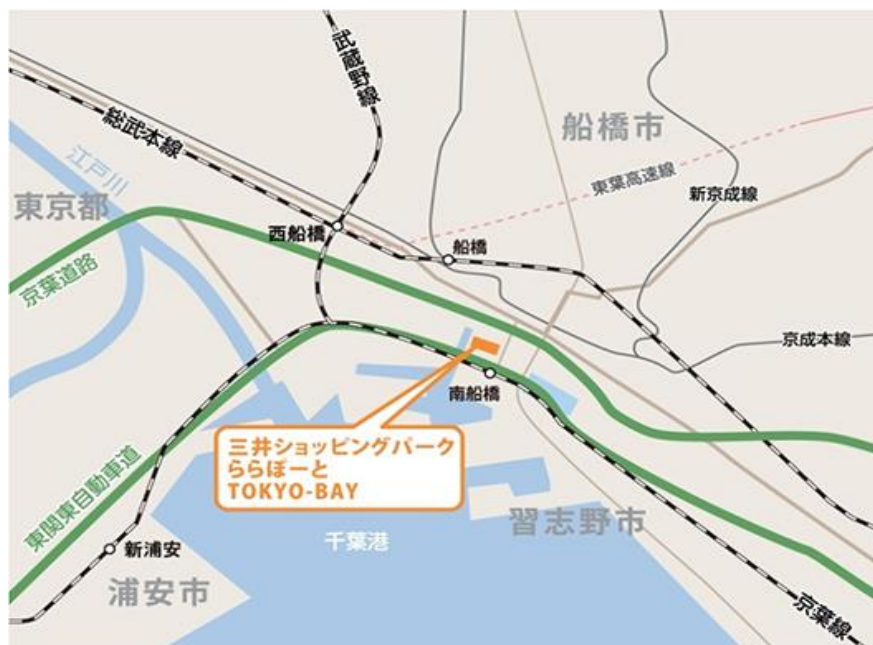 武蔵野線
総武本線
船橋市
江戸川
東京都
東葉高速線
新京成線
西船橋
船橋
京葉道路
京成本線
南船橋
三井ショッピングパーク
ららぽーと
TOKYO-BAY
東関東自動車道
習志野市
千葉港
新浦安
浦安市
京葉線